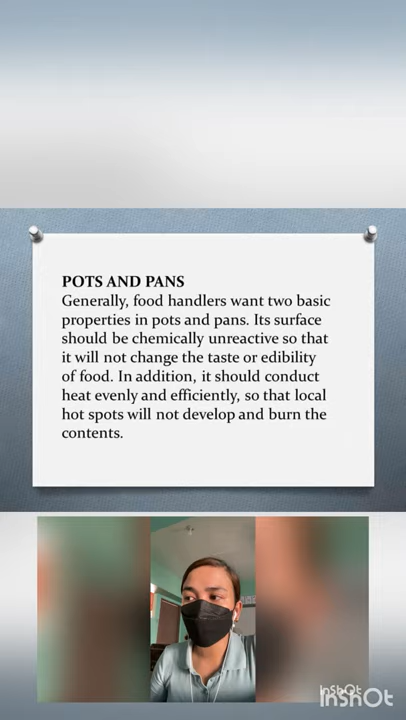 POTS AND PANS
Generally, food handlers want two basic
properties in pots and pans. Its surface
should be chemically unreactive so that
it will not change the taste or edibility
of food. In addition, it should conduct
heat evenly and efficiently, so that local
hot spots will not develop and burn the
contents.
InShOt
InShOt